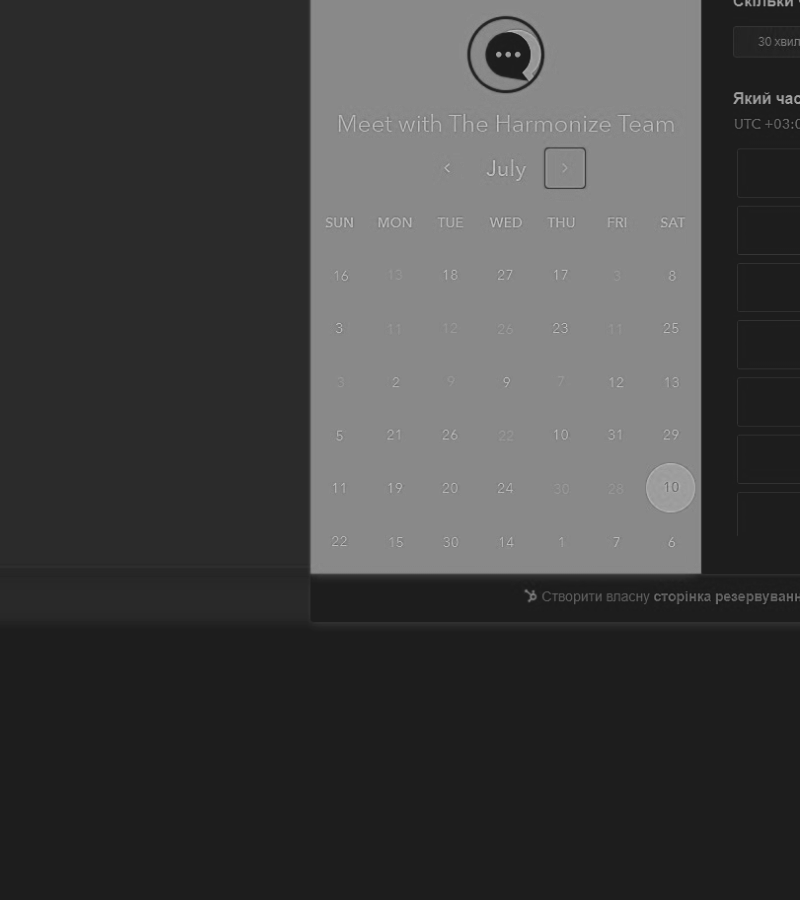 Скільки
30 хвил
Meet with The Harmonize Team
Який час
UTC +03:0
July
SUN MON TUE WED THU FRI SAT
16 13 18 27 17 3 8
3 11 12 26 23 11 25
3 2 9 9 7 12 13
5 21 26 22 10 31 29
11 19 20 24 30 28 10
22 15 30 14 1 7 6
Створити власну сторінка резервуванн